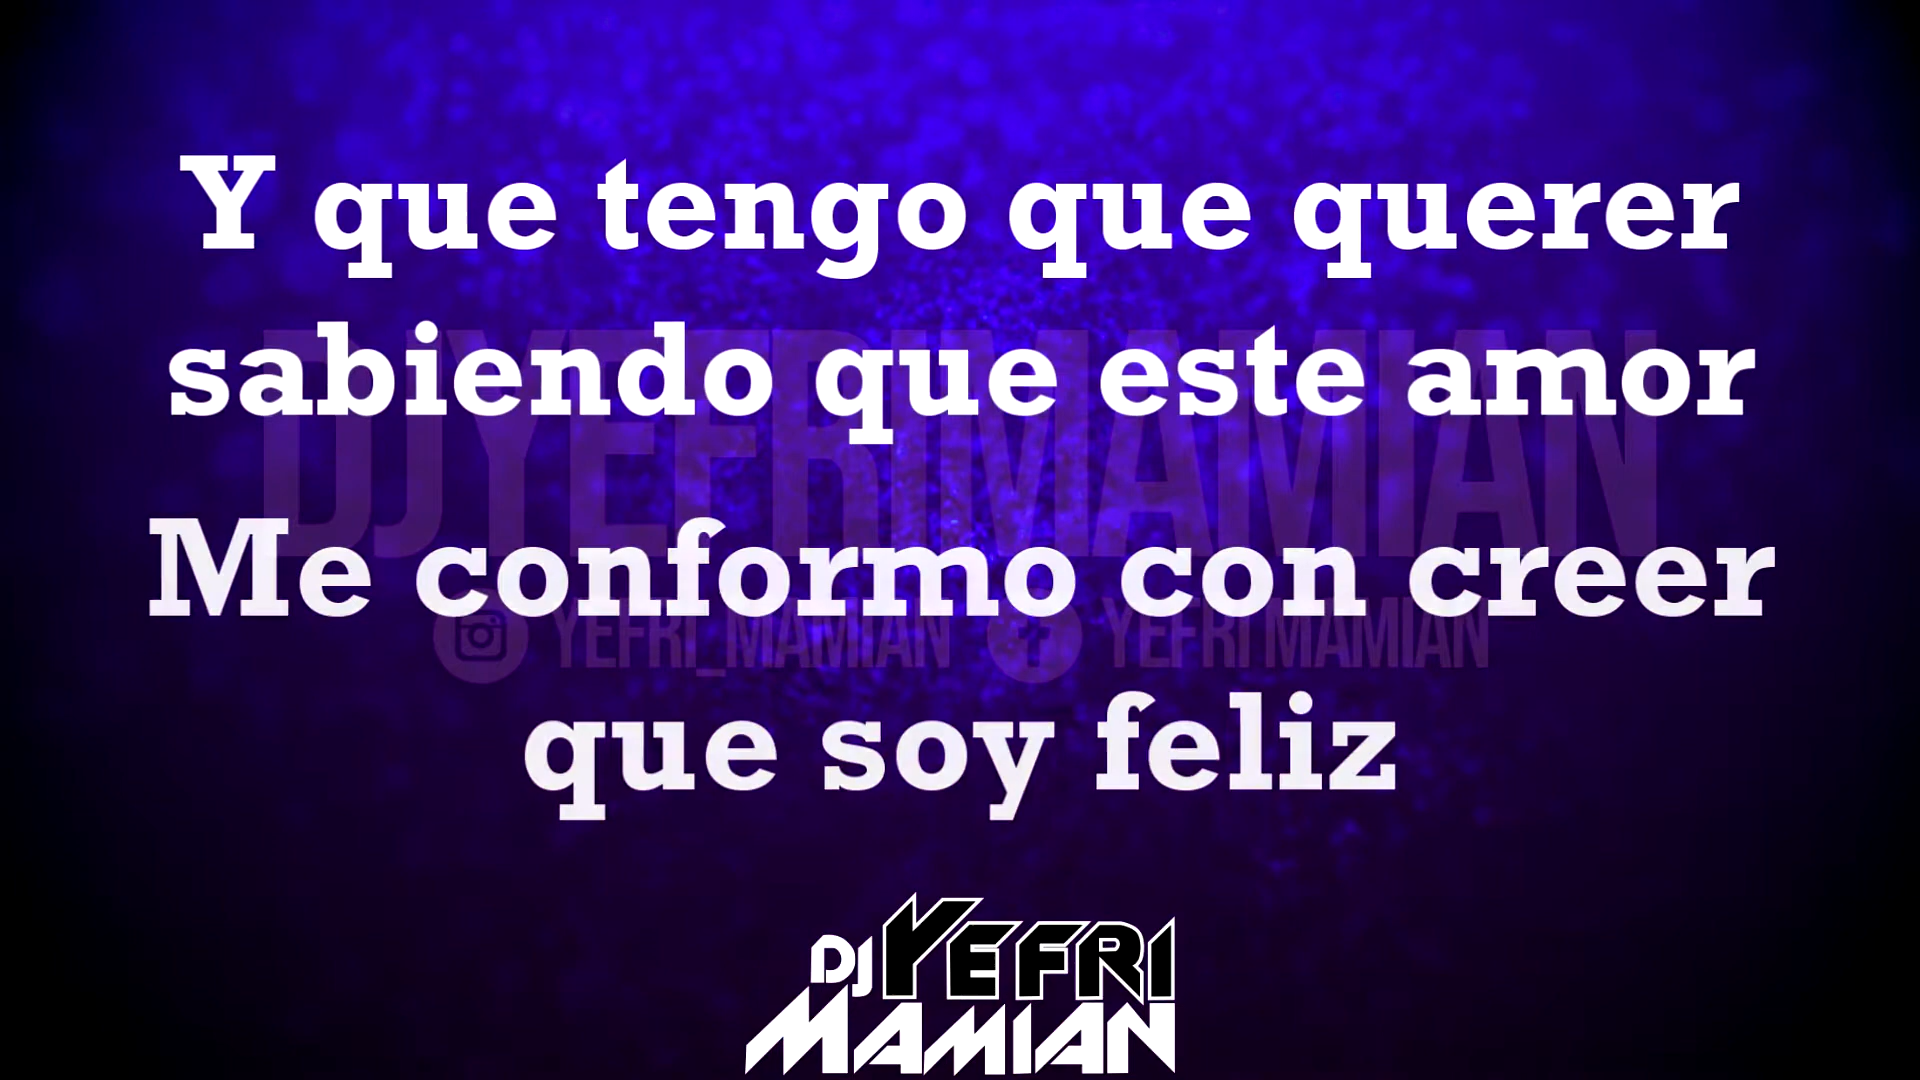 Y que tengo que querer
sabiendo que este amor
DJYEFRIMAMIAN
Me conformo con creer
YEFRI_MAMIAN YEFRI MAMIAN
que soy feliz
DJ YEFRI
MAMIAN